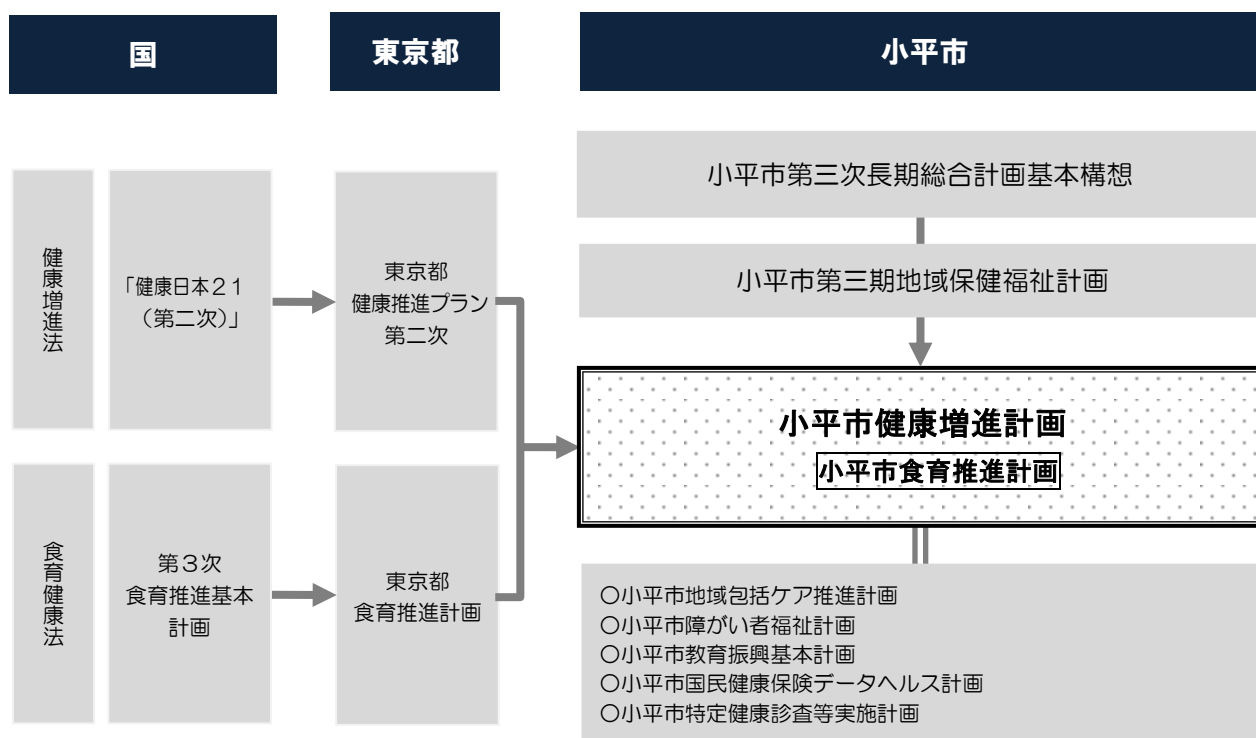 国
東京都
小平市
健康増進法
「健康日本21
（第二次）」
東京都
健康推進プラン
第二次
食育健康法
第3次
食育推進基本
計画
東京都
食育推進計画
小平市第三次長期総合計画基本構想
小平市第三期地域保健福祉計画
小平市健康増進計画
小平市食育推進計画
○小平市地域包括ケア推進計画
○小平市障がい者福祉計画
○小平市教育振興基本計画
○小平市国民健康保険データヘルス計画
○小平市特定健康診査等実施計画